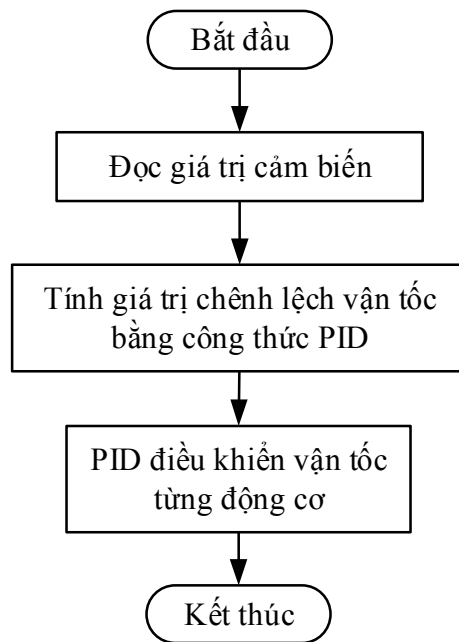 Bắt đầu
Đọc giá trị cảm biến
Tính giá trị chênh lệch vận tốc
bằng công thức PID
PID điều khiển vận tốc
từng động cơ
Kết thúc